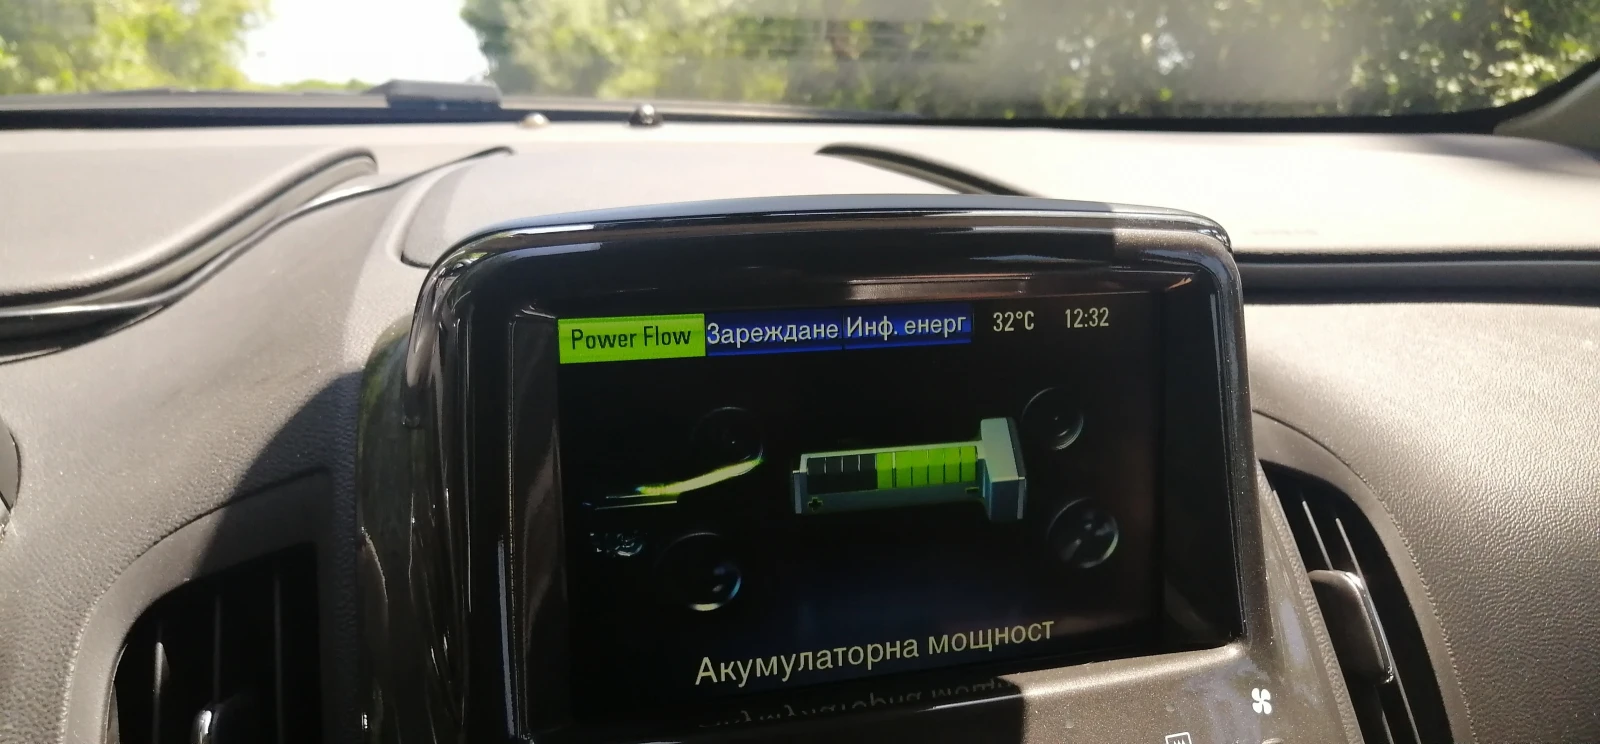 Power Flow Зареждане Инф. енерг 32°C 12:32
Акумулаторна мощност